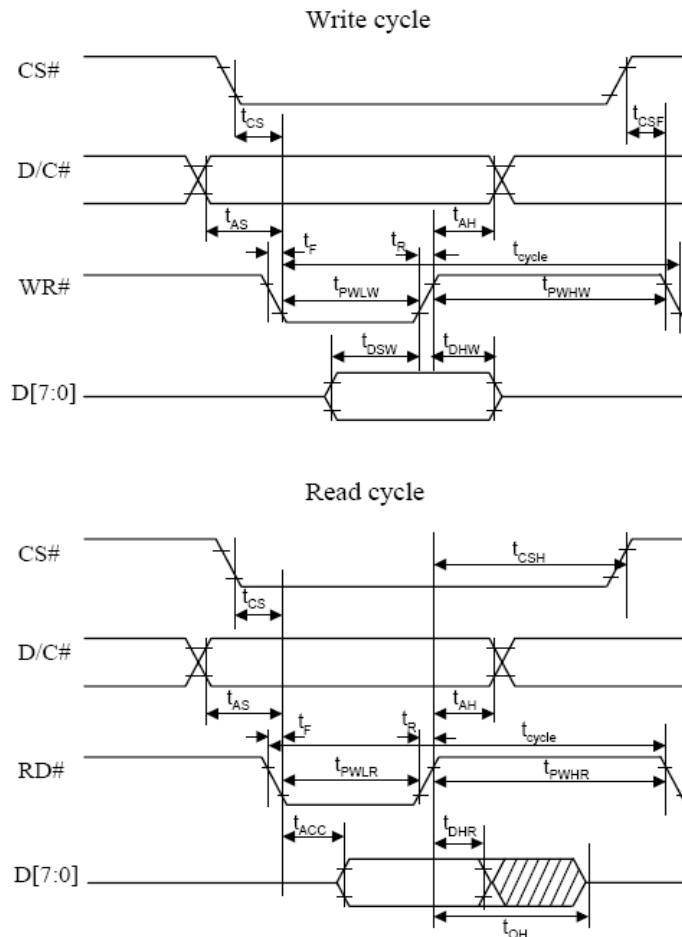 Write cycle
CS#
tCS
tCSF
D/C#
tAS
tF
tR
tAH
tcycle
WR#
tPWLW
tPWHW
tDSW
tDHW
D[7:0]
Read cycle
CS#
tCSH
tCS
D/C#
tAS
tF
tR
tAH
tcycle
RD#
tPWLR
tPWHR
tACC
tDHR
D[7:0]
tOH